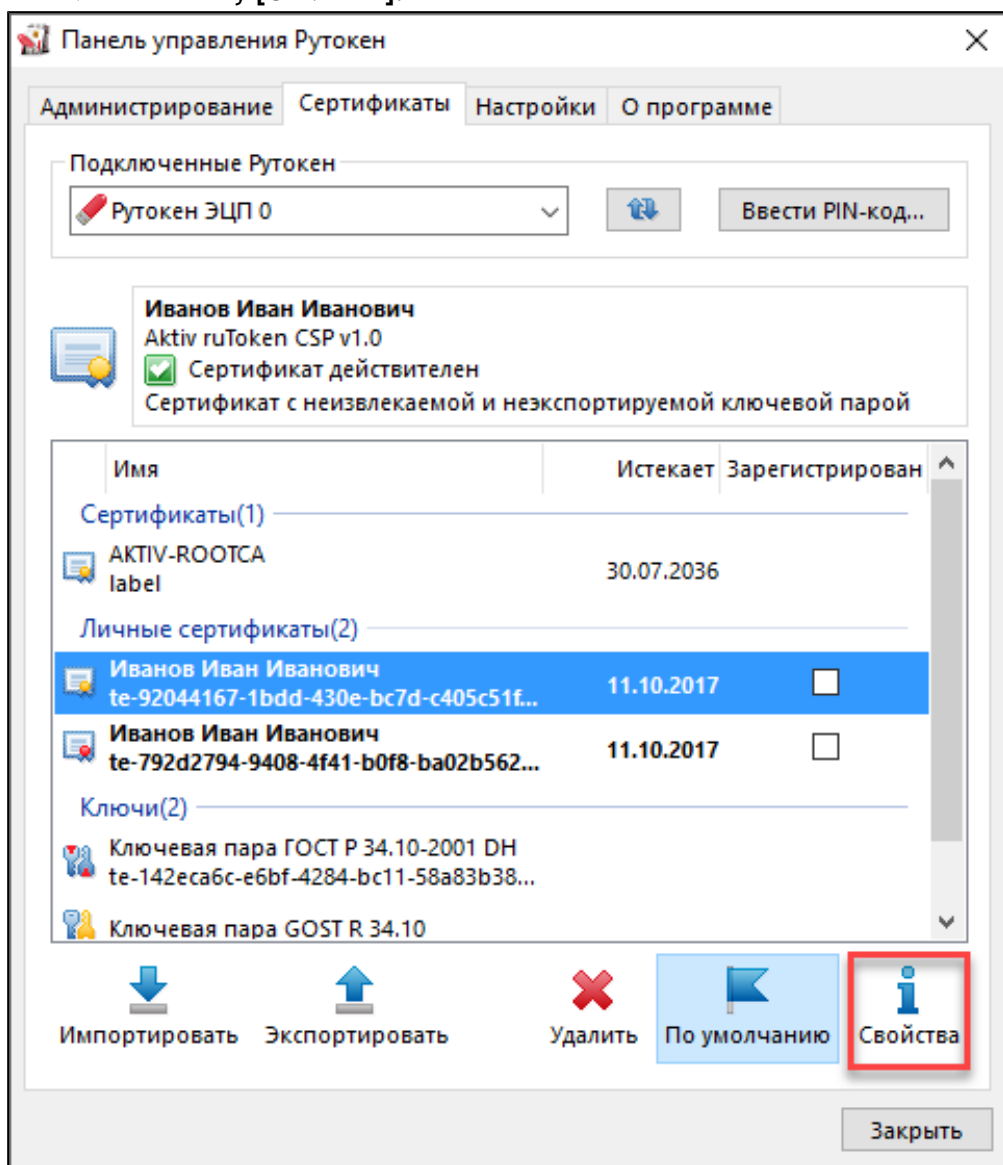 Панель управления Рутокен
Администрирование Сертификаты Настройки О программе
Подключенные Рутокен
Рутокен ЭЦП 0 Ввести PIN-код...
Иванов Иван Иванович
Aktiv ruToken CSP v1.0
Сертификат действителен
Сертификат с неизвлекаемой и неэкспортируемой ключевой парой
Имя Истекает Зарегистрирован
Сертификаты(1)
AKTIV-ROOTCA
label
30.07.2036
Личные сертификаты(2)
Иванов Иван Иванович
te-92044167-1bdd-430e-bc7d-c405c51f...
11.10.2017
Иванов Иван Иванович
te-792d2794-9408-4f41-b0f8-ba02b562...
11.10.2017
Ключи(2)
Ключевая пара ГОСТ Р 34.10-2001 DH
te-142eca6c-e6bf-4284-bc11-58a83b38...
Ключевая пара GOST R 34.10
Импортировать Экспортировать Удалить По умолчанию Свойства
Закрыть